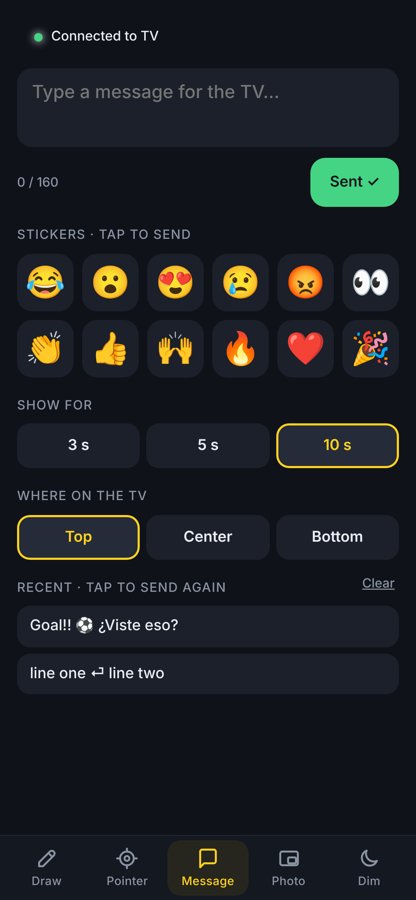 Connected to TV
Type a message for the TV...
0 / 160
Sent ✓
STICKERS · TAP TO SEND
SHOW FOR
3 s
5 s
10 s
WHERE ON THE TV
Top
Center
Bottom
RECENT · TAP TO SEND AGAIN
Clear
Goal!! ⚽ ¿Viste eso?
line one ⏎ line two
Draw
Pointer
Message
Photo
Dim